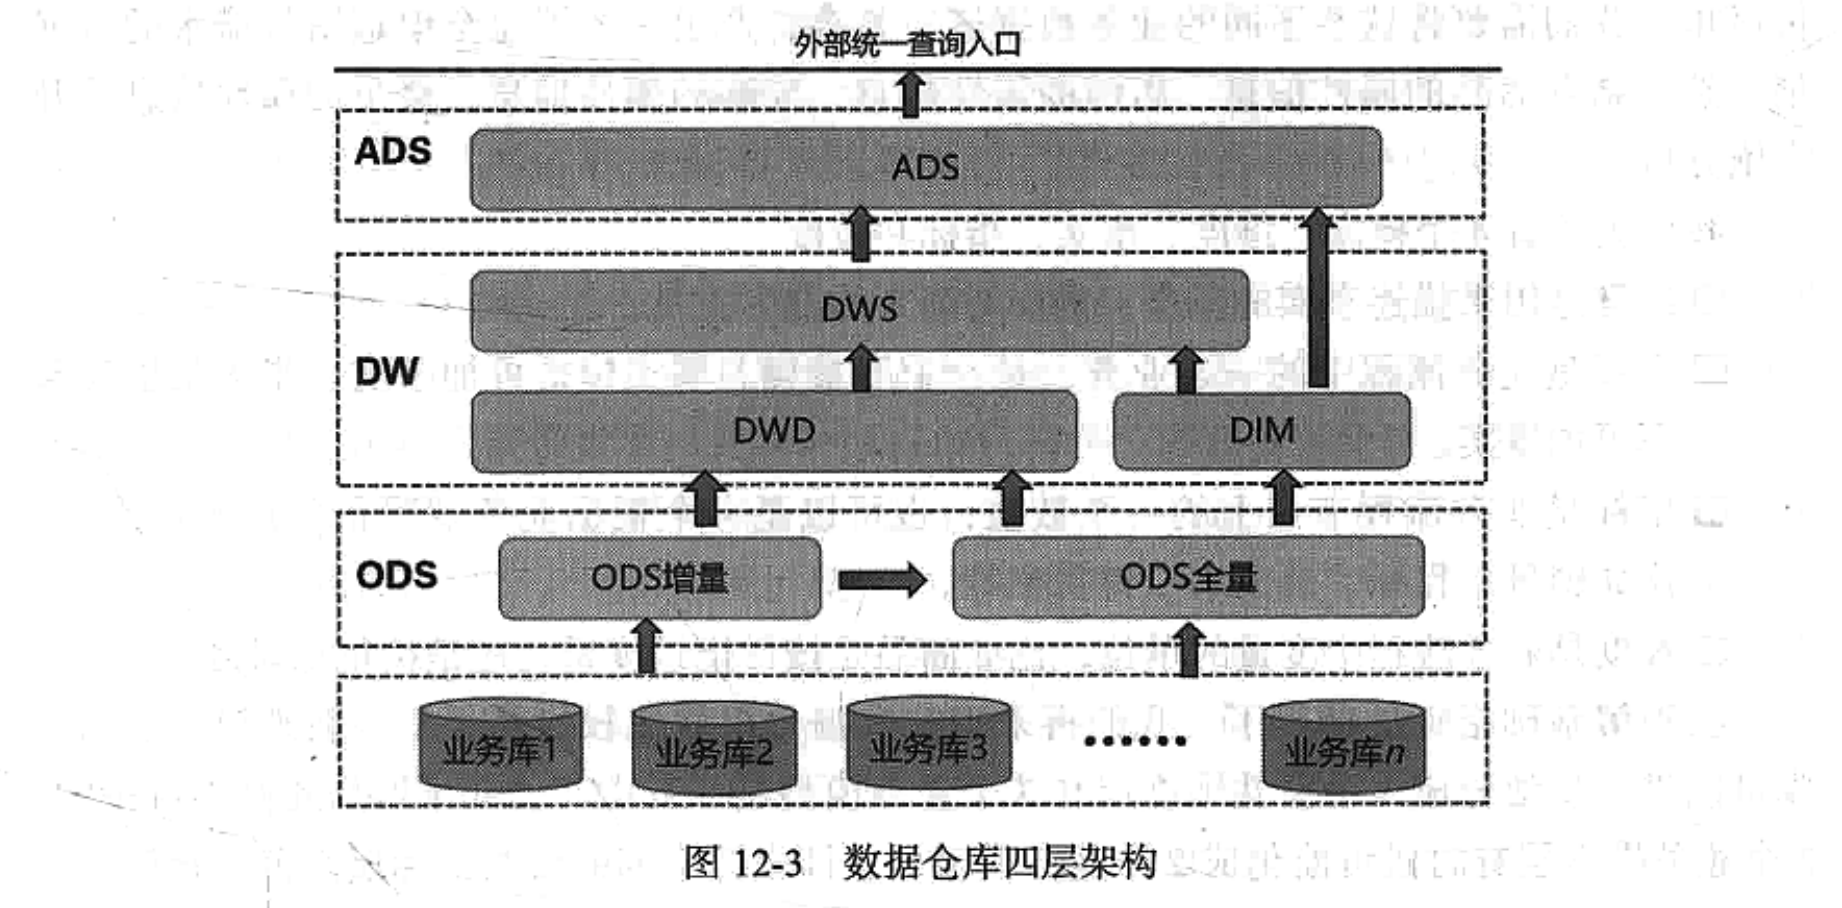 外部统一查询入口
ADS
ADS
DWS
DW
DWD
DIM
ODS
ODS增量
ODS全量
业务库1
业务库2
业务库3
......
业务库n
图 12-3 数据仓库四层架构